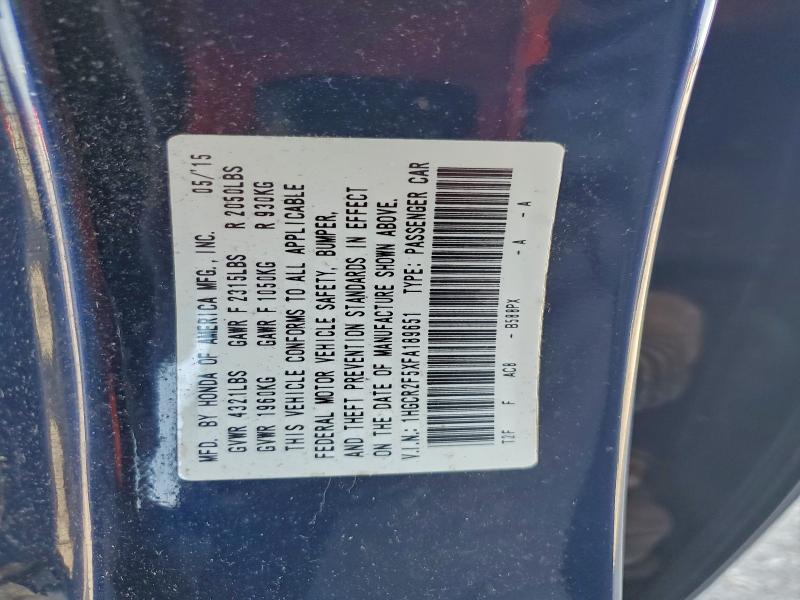 MFD. BY HONDA OF AMERICA MFG., INC. 05/'15
GVWR 4321LBS GAWR F 2315LBS R 2050LBS
GVWR 1960KG GAWR F 1050KG R 930KG
THIS VEHICLE CONFORMS TO ALL APPLICABLE
FEDERAL MOTOR VEHICLE SAFETY, BUMPER,
AND THEFT PREVENTION STANDARDS IN EFFECT
ON THE DATE OF MANUFACTURE SHOWN ABOVE.
V.I.N.: 1HGCR2F5XFA189651 TYPE: PASSENGER CAR
T2F F AC8 - B588PX - A - A